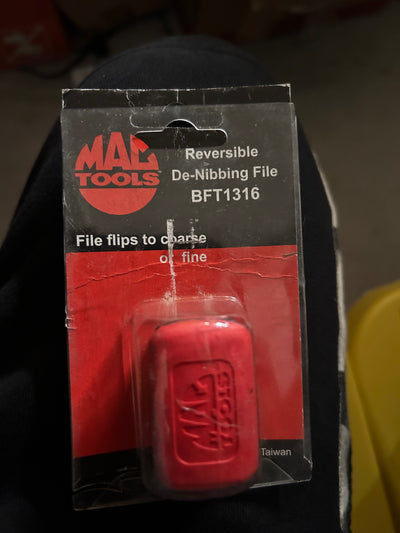 MAC
TOOLS
Reversible
De-Nibbing File
BFT1316
File flips to coarse
or fine
MAC
TOOLS
Taiwan